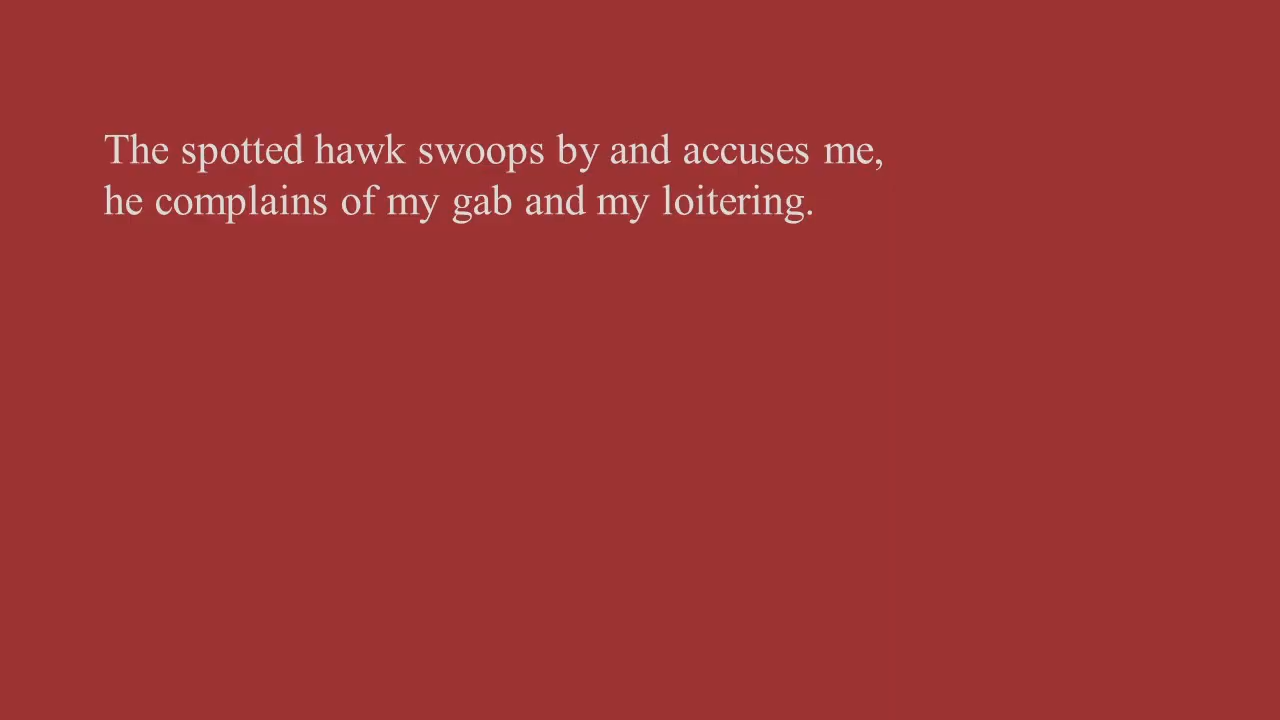 The spotted hawk swoops by and accuses me,
he complains of my gab and my loitering.